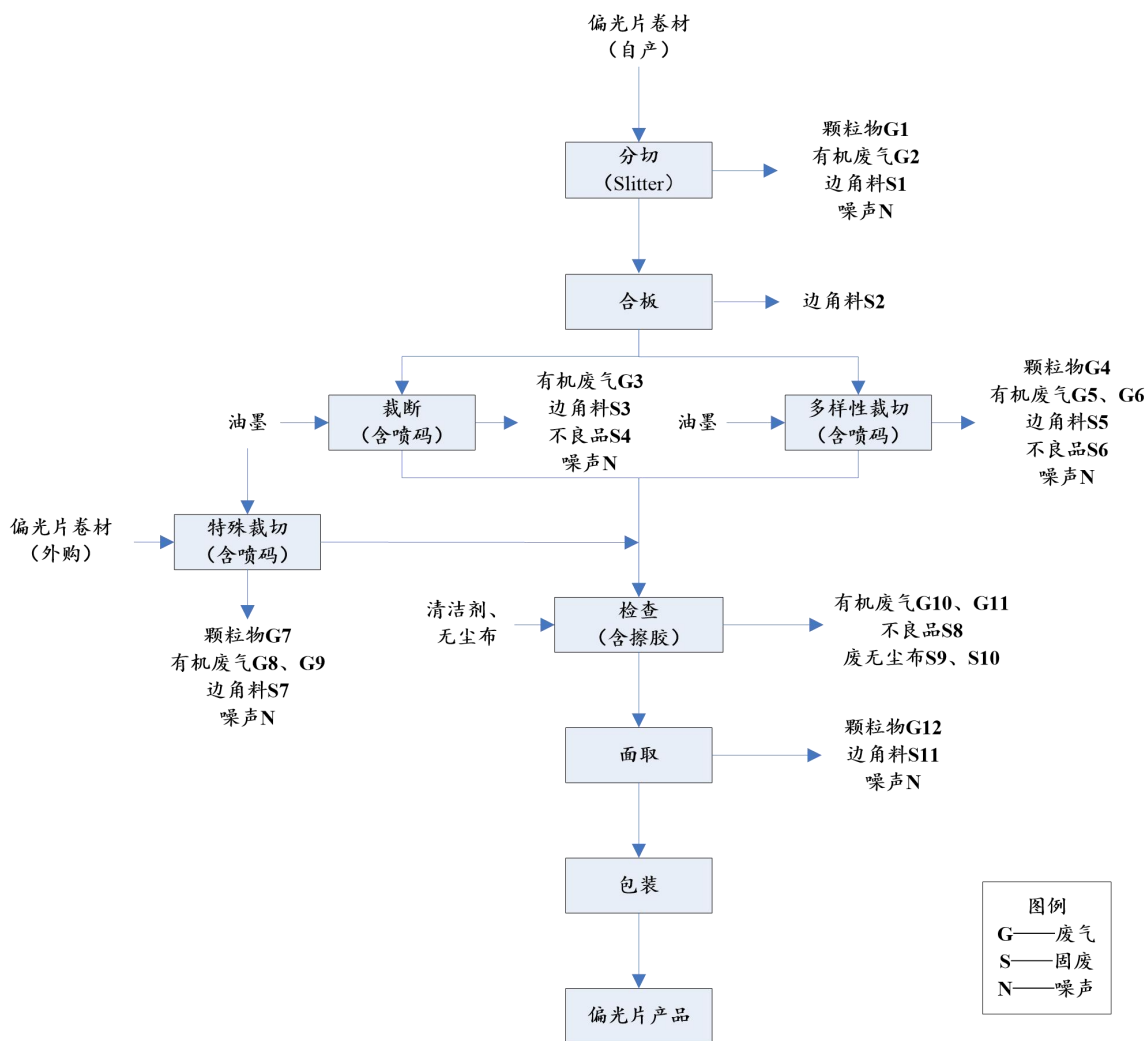 偏光片卷材
（自产）
分切
（Slitter）
颗粒物G1
有机废气G2
边角料S1
噪声N
合板
边角料S2
油墨
裁断
（含喷码）
有机废气G3
边角料S3
不良品S4
噪声N
油墨
多样性裁切
（含喷码）
颗粒物G4
有机废气G5、G6
边角料S5
不良品S6
噪声N
偏光片卷材
（外购）
特殊裁切
（含喷码）
颗粒物G7
有机废气G8、G9
边角料S7
噪声N
清洁剂、
无尘布
检查
（含擦胶）
有机废气G10、G11
不良品S8
废无尘布S9、S10
面取
颗粒物G12
边角料S11
噪声N
包装
偏光片产品
图例
G——废气
S——固废
N——噪声